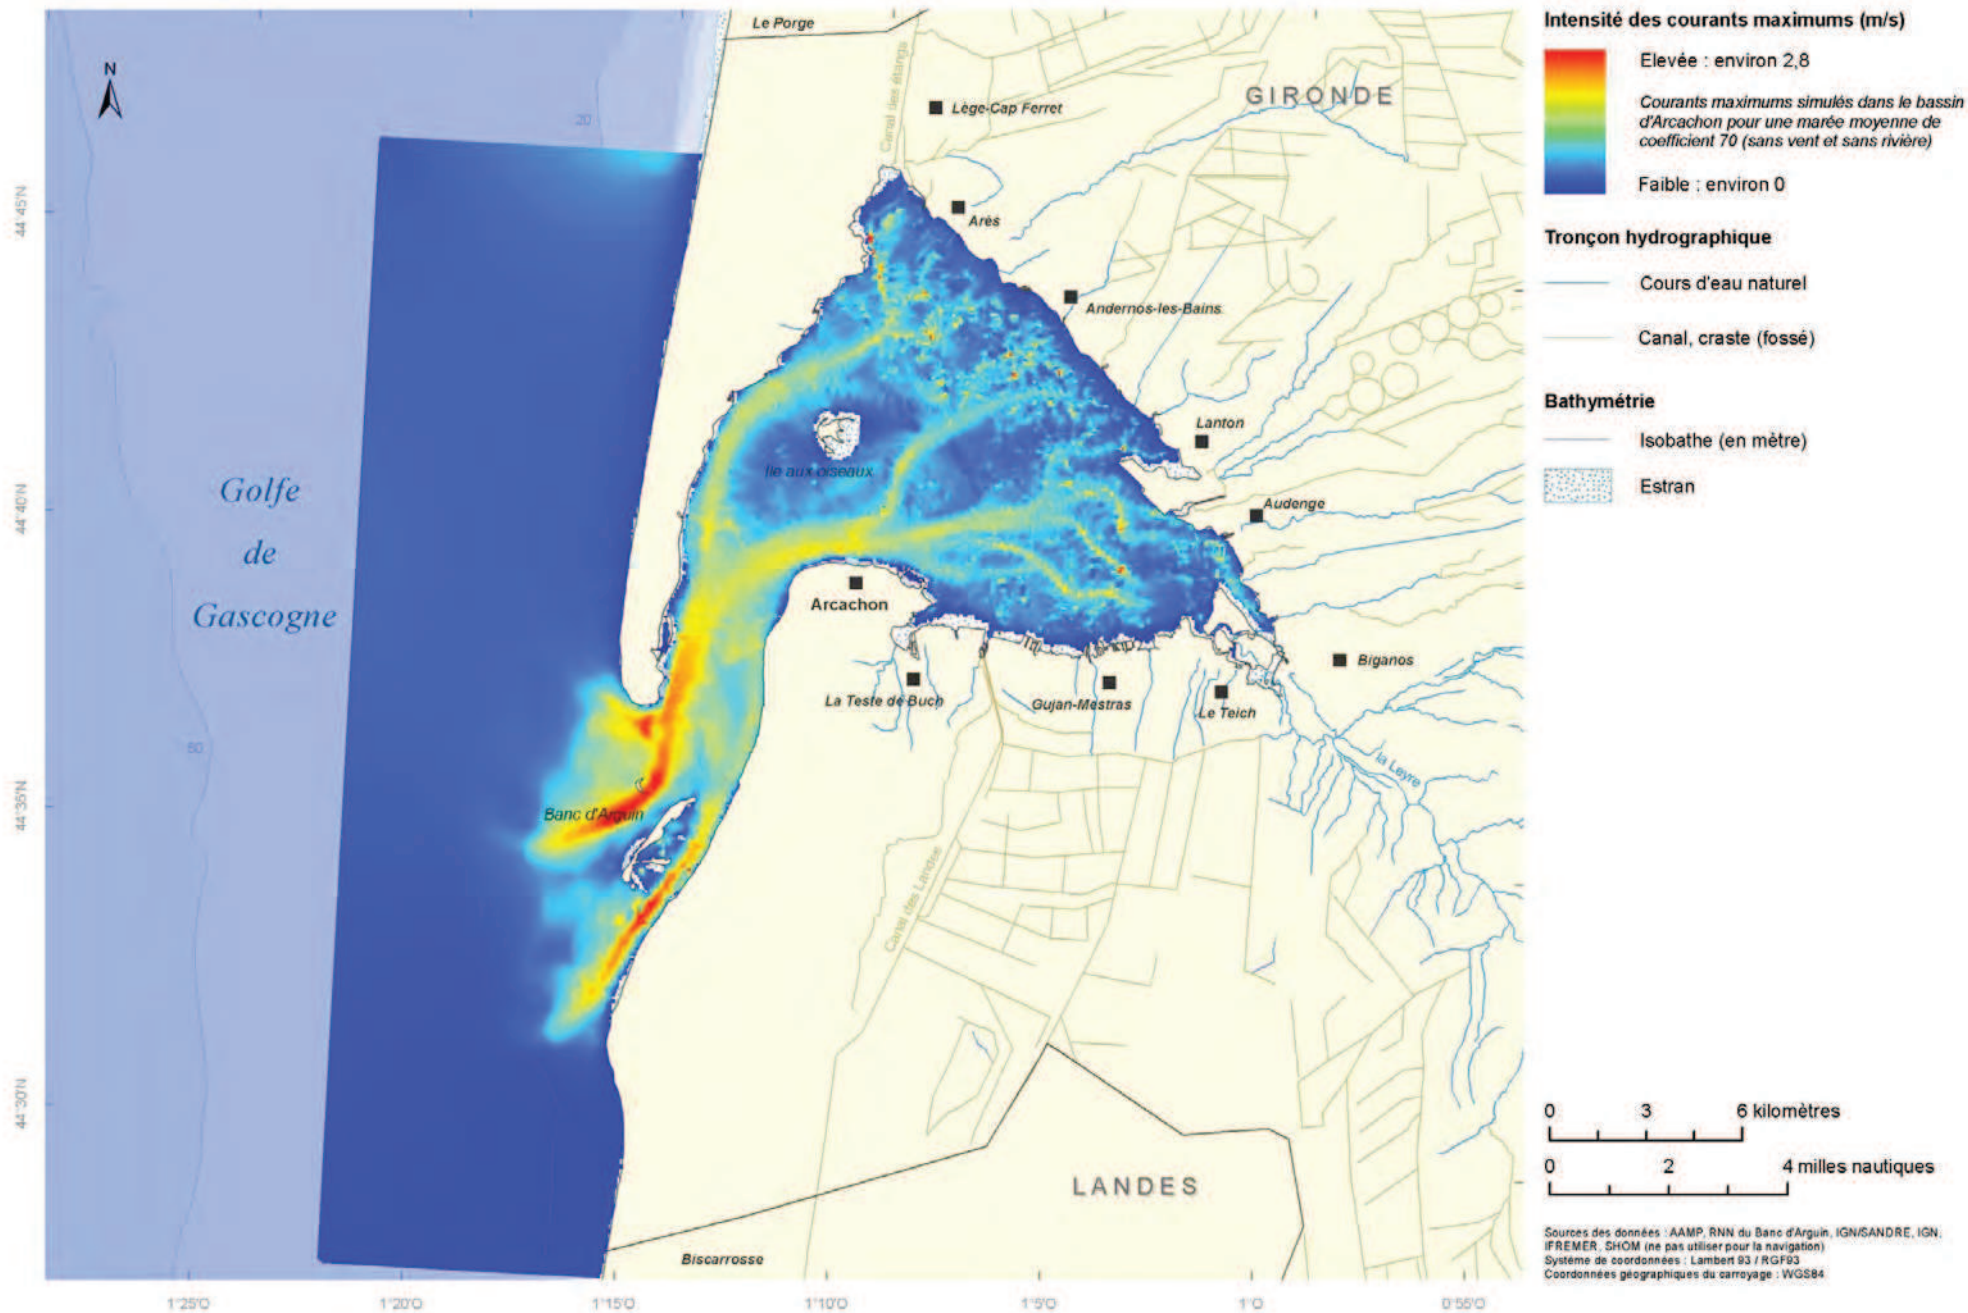 Le Porge
N
Canal des étangs
Lège-Cap Ferret
GIRONDE
20
44°45'N
Arès
Andernos-les-Bains
Lanton
Ile aux oiseaux
Golfe
de
Gascogne
44°40'N
Audenge
Arcachon
Biganos
La Teste de Buch
Gujan-Mestras
Le Teich
50
la Leyre
44°35'N
Banc d'Arguin
Canal des Landes
44°30'N
LANDES
Biscarrosse
1°25'O
1°20'O
1°15'O
1°10'O
1°5'O
1°O
0°55'O
Intensité des courants maximums (m/s)
Elevée : environ 2,8
Courants maximums simulés dans le bassin
d'Arcachon pour une marée moyenne de
coefficient 70 (sans vent et sans rivière)
Faible : environ 0
Tronçon hydrographique
Cours d'eau naturel
Canal, craste (fossé)
Bathymétrie
Isobathe (en mètre)
Estran
0 3 6 kilomètres
0 2 4 milles nautiques
Sources des données : AAMP, RNN du Banc d'Arguin, IGN/SANDRE, IGN,
IFREMER, SHOM (ne pas utiliser pour la navigation)
Système de coordonnées : Lambert 93 / RGF93
Coordonnées géographiques du carroyage : WGS84